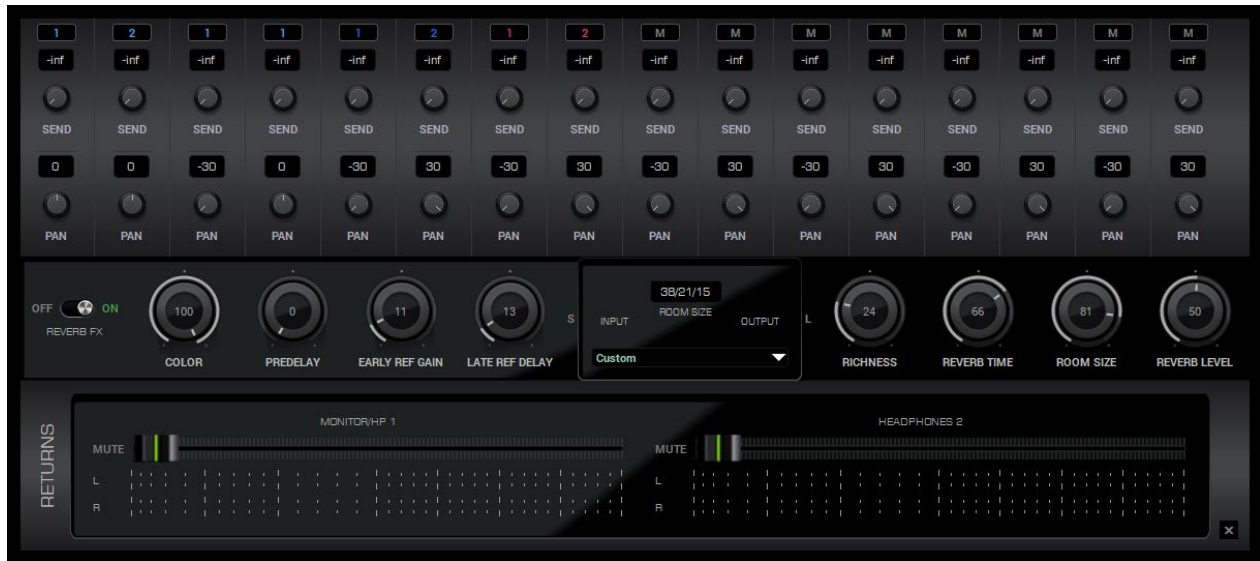 1 2 1 1 1 2 1 2 M M M M M M M M
-inf -inf -inf -inf -inf -inf -inf -inf -inf -inf -inf -inf -inf -inf -inf -inf
SEND SEND SEND SEND SEND SEND SEND SEND SEND SEND SEND SEND SEND SEND SEND SEND
0 0 -30 0 -30 30 -30 30 -30 30 -30 30 -30 30 -30 30
PAN PAN PAN PAN PAN PAN PAN PAN PAN PAN PAN PAN PAN PAN PAN PAN
OFF ON
REVERB FX
100
COLOR
0
PREDELAY
11
EARLY REF GAIN
13
LATE REF DELAY
S
38/21/15
ROOM SIZE
INPUT OUTPUT
Custom
L
24
RICHNESS
66
REVERB TIME
81
ROOM SIZE
50
REVERB LEVEL
RETURNS
MONITOR/HP 1
MUTE
L
R
HEADPHONES 2
MUTE
L
R